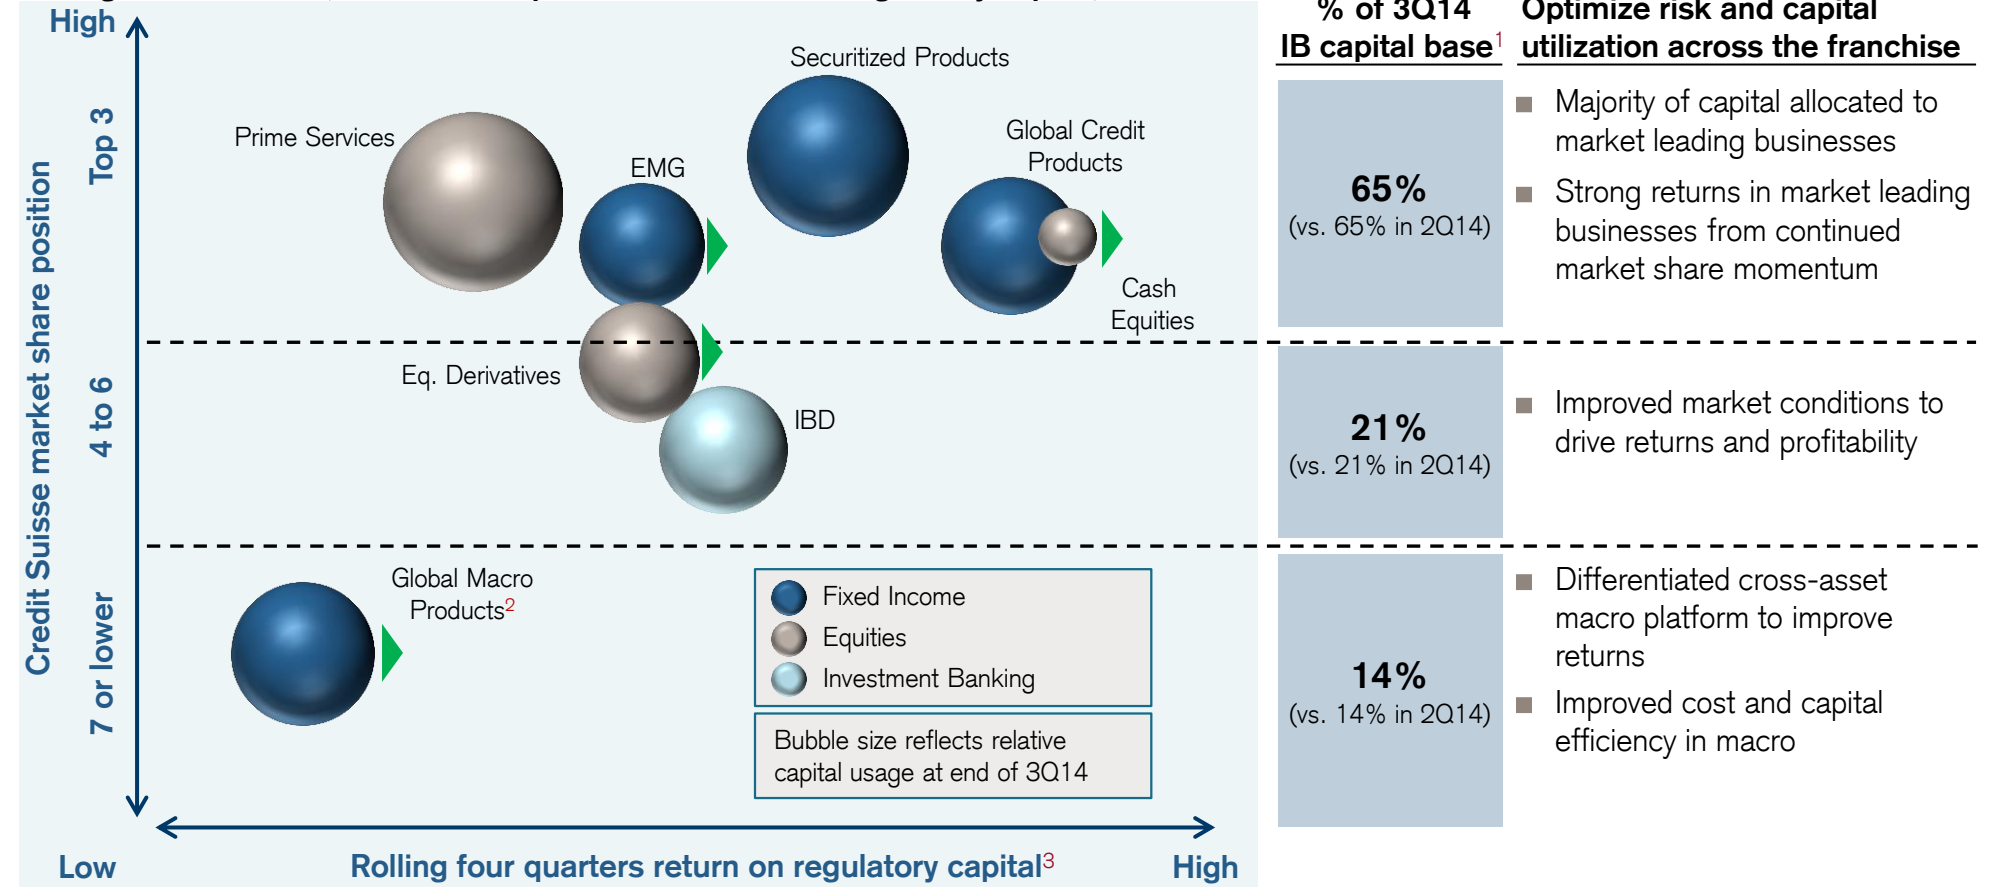 High
Credit Suisse market share position
Top 3
4 to 6
7 or lower
Low
Securitized Products
Prime Services
Global Credit
Products
EMG
Cash
Equities
Eq. Derivatives
IBD
Global Macro
Products2
Fixed Income
Equities
Investment Banking
Bubble size reflects relative
capital usage at end of 3Q14
Rolling four quarters return on regulatory capital3
High
% of 3Q14
IB capital base1
65%
(vs. 65% in 2Q14)
21%
(vs. 21% in 2Q14)
14%
(vs. 14% in 2Q14)
Optimize risk and capital
utilization across the franchise
Majority of capital allocated to
market leading businesses
Strong returns in market leading
businesses from continued
market share momentum
Improved market conditions to
drive returns and profitability
Differentiated cross-asset
macro platform to improve
returns
Improved cost and capital
efficiency in macro